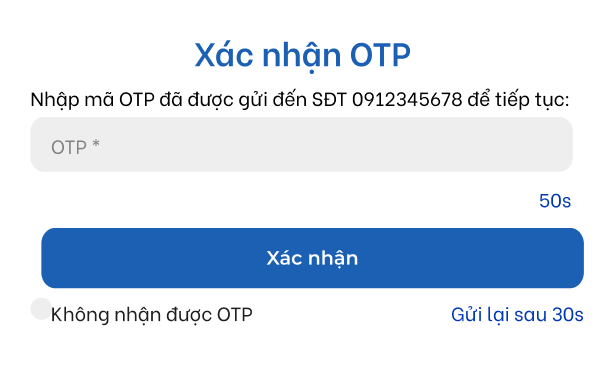 Xác nhận OTP
Nhập mã OTP đã được gửi đến SĐT 0912345678 để tiếp tục:
OTP *
50s
Xác nhận
Không nhận được OTP
Gửi lại sau 30s